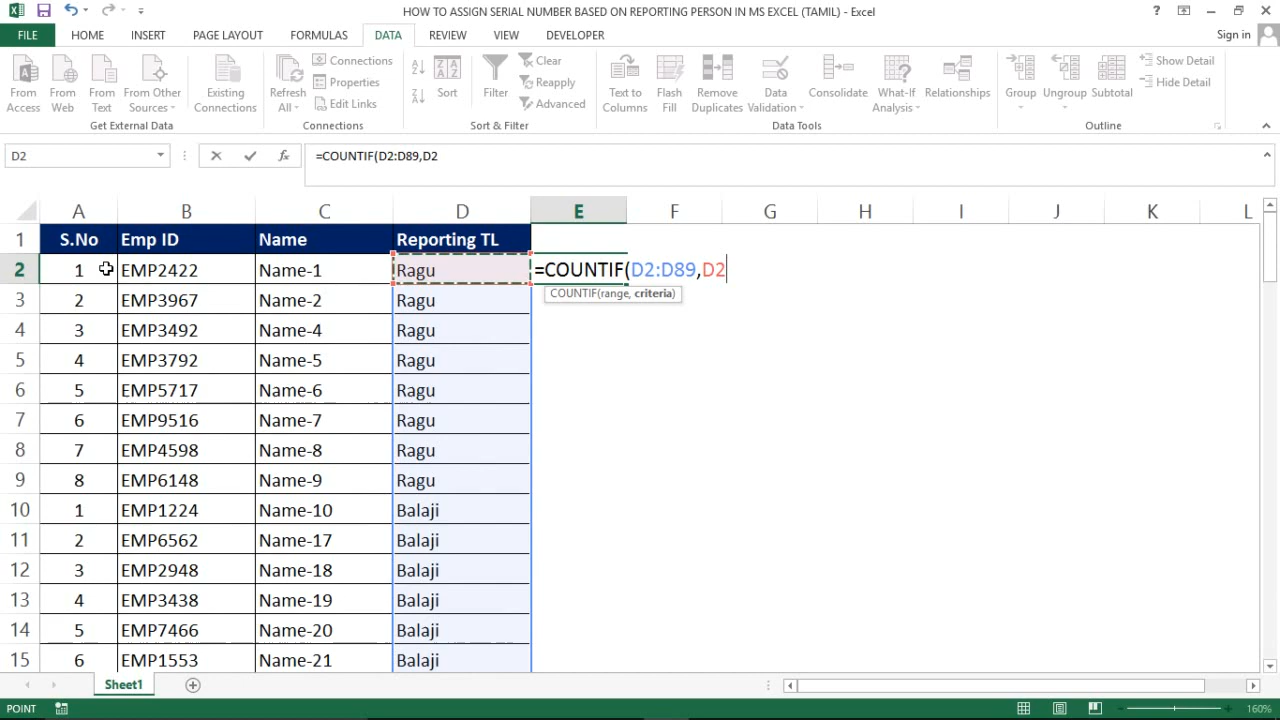 HOW TO ASSIGN SERIAL NUMBER BASED ON REPORTING PERSON IN MS EXCEL (TAMIL) - Excel
FILE HOME INSERT PAGE LAYOUT FORMULAS DATA REVIEW VIEW DEVELOPER Sign in
From Access
From Web
From Text
From Other Sources
Get External Data
Existing Connections
Refresh All
Connections
Properties
Edit Links
Connections
Sort
Filter
Clear
Reapply
Advanced
Sort & Filter
Text to Columns
Flash Fill
Remove Duplicates
Data Validation
Consolidate
What-If Analysis
Relationships
Data Tools
Group
Ungroup
Subtotal
Show Detail
Hide Detail
Outline
D2 =COUNTIF(D2:D89,D2
A B C D E F G H I J K L
1 S.No Emp ID Name Reporting TL
2 1 EMP2422 Name-1 Ragu =COUNTIF(D2:D89,D2
COUNTIF(range, criteria)
3 2 EMP3967 Name-2 Ragu
4 3 EMP3492 Name-4 Ragu
5 4 EMP3792 Name-5 Ragu
6 5 EMP5717 Name-6 Ragu
7 6 EMP9516 Name-7 Ragu
8 7 EMP4598 Name-8 Ragu
9 8 EMP6148 Name-9 Ragu
10 1 EMP1224 Name-10 Balaji
11 2 EMP6562 Name-17 Balaji
12 3 EMP2948 Name-18 Balaji
13 4 EMP3438 Name-19 Balaji
14 5 EMP7466 Name-20 Balaji
15 6 EMP1553 Name-21 Balaji
Sheet1
POINT 160%